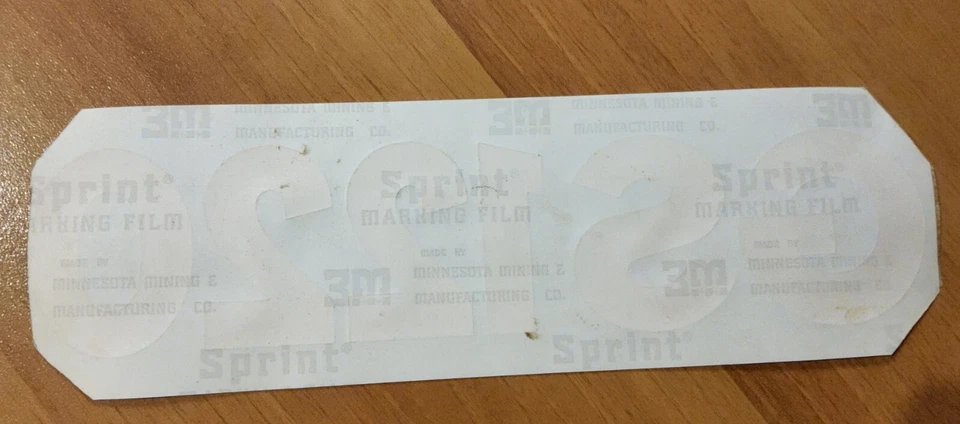 3M MINNESOTA MINING & 3M MINNESOTA MINING & 3M
MANUFACTURING CO. MANUFACTURING CO.
Sprint® Sprint® Sprint®
ARKING FILM MARKING FILM MARKING FILM
MADE BY MADE BY MADE BY
MINNESOTA MINING & 3M MINNESOTA MINING & 3M MINNESOTA MINING &
MANUFACTURING CO. MANUFACTURING CO. MANUFACTURING CO.
Sprint® Sprint®